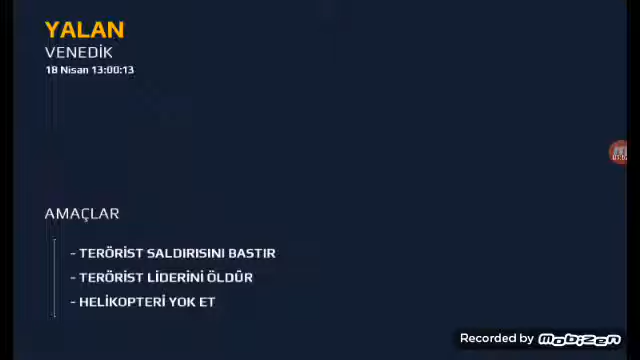 YALAN
VENEDİK
18 Nisan 13:00:13
AMAÇLAR
- TERÖRİST SALDIRISINI BASTIR
- TERÖRİST LİDERİNİ ÖLDÜR
- HELİKOPTERİ YOK ET
Recorded by Mobizen